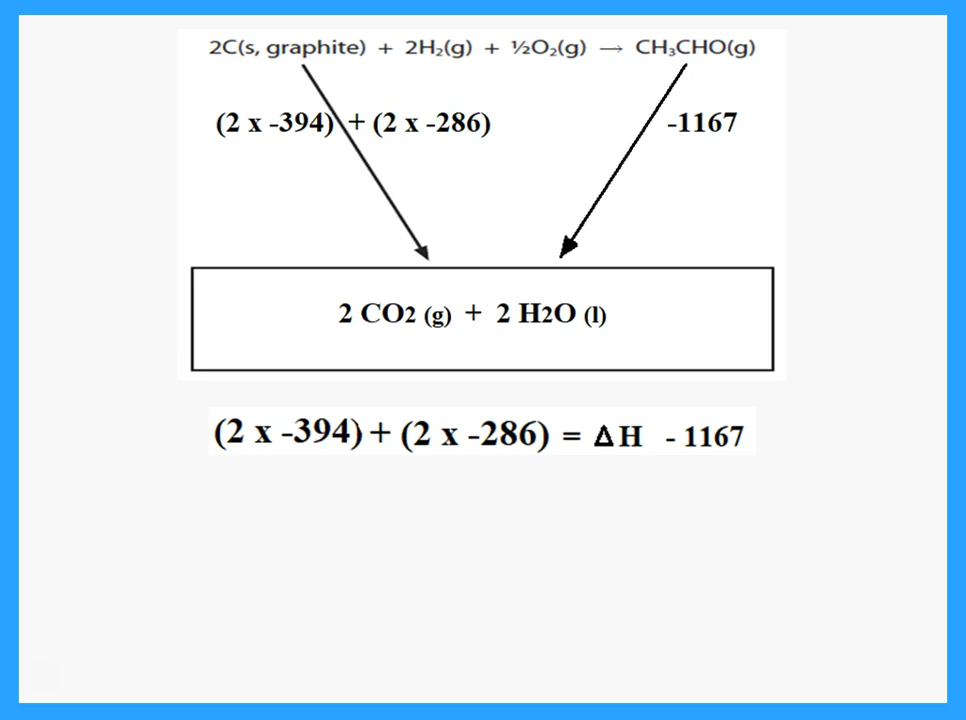 2C(s, graphite) + 2H₂(g) + ½O₂(g) → CH₃CHO(g)
(2 x -394) + (2 x -286) -1167
2 CO2 (g) + 2 H2O (l)
(2 x -394) + (2 x -286) = ΔH - 1167